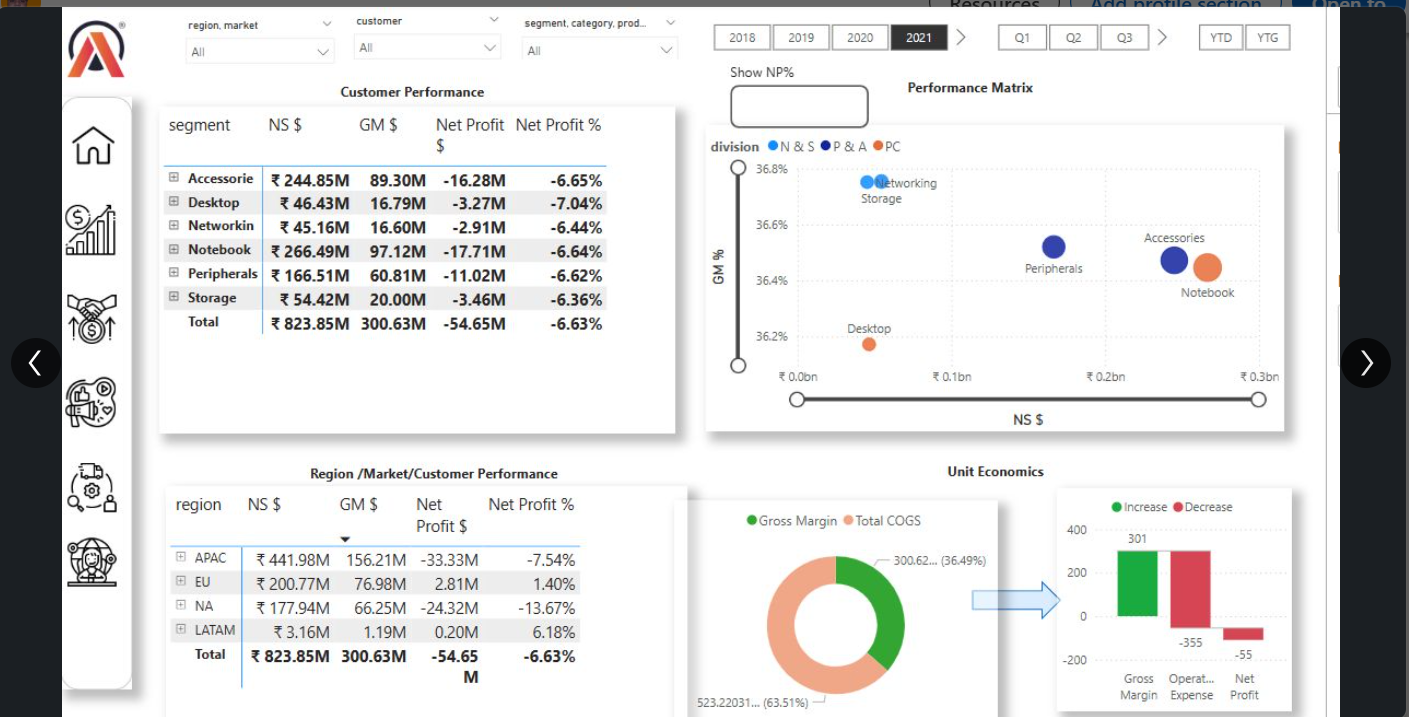 Resources
Add profile section
Open to
region, market
All
customer
All
segment, category, prod...
All
2018 2019 2020 2021 Q1 Q2 Q3 YTD YTG
Show NP%
Customer Performance
segment NS $ GM $ Net Profit $ Net Profit %
Accessorie ₹ 244.85M 89.30M -16.28M -6.65%
Desktop ₹ 46.43M 16.79M -3.27M -7.04%
Networkin ₹ 45.16M 16.60M -2.91M -6.44%
Notebook ₹ 266.49M 97.12M -17.71M -6.64%
Peripherals ₹ 166.51M 60.81M -11.02M -6.62%
Storage ₹ 54.42M 20.00M -3.46M -6.36%
Total ₹ 823.85M 300.63M -54.65M -6.63%
Performance Matrix
division N & S P & A PC
36.8%
36.6%
36.4%
36.2%
GM %
Networking
Storage
Accessories
Peripherals
Notebook
Desktop
₹ 0.0bn ₹ 0.1bn ₹ 0.2bn ₹ 0.3bn
NS $
Region /Market/Customer Performance
region NS $ GM $ Net Profit $ Net Profit %
APAC ₹ 441.98M 156.21M -33.33M -7.54%
EU ₹ 200.77M 76.98M 2.81M 1.40%
NA ₹ 177.94M 66.25M -24.32M -13.67%
LATAM ₹ 3.16M 1.19M 0.20M 6.18%
Total ₹ 823.85M 300.63M -54.65 M -6.63%
Unit Economics
Gross Margin Total COGS
300.62... (36.49%)
523.22031... (63.51%)
Increase Decrease
400
200
0
-200
301
-355
-55
Gross Margin
Operat... Expense
Net Profit